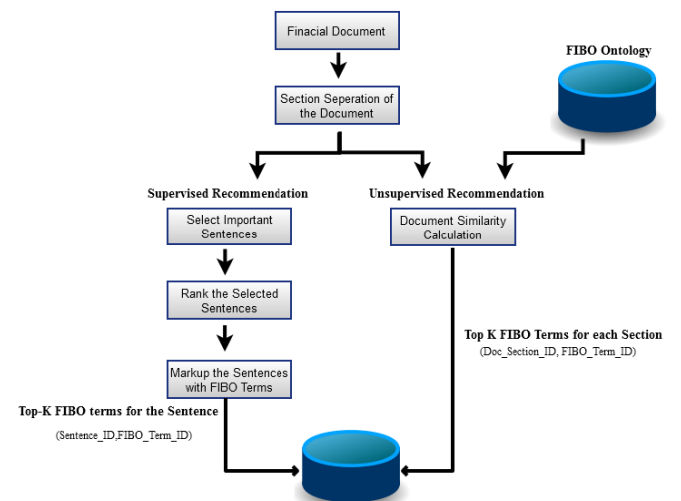 Finacial Document
FIBO Ontology
Section Seperation of
the Document
Supervised Recommendation
Unsupervised Recommendation
Select Important
Sentences
Document Similarity
Calculation
Rank the Selected
Sentences
Top K FIBO Terms for each Section
(Doc_Section_ID, FIBO_Term_ID)
Markup the Sentences
with FIBO Terms
Top-K FIBO terms for the Sentence
(Sentence_ID,FIBO_Term_ID)